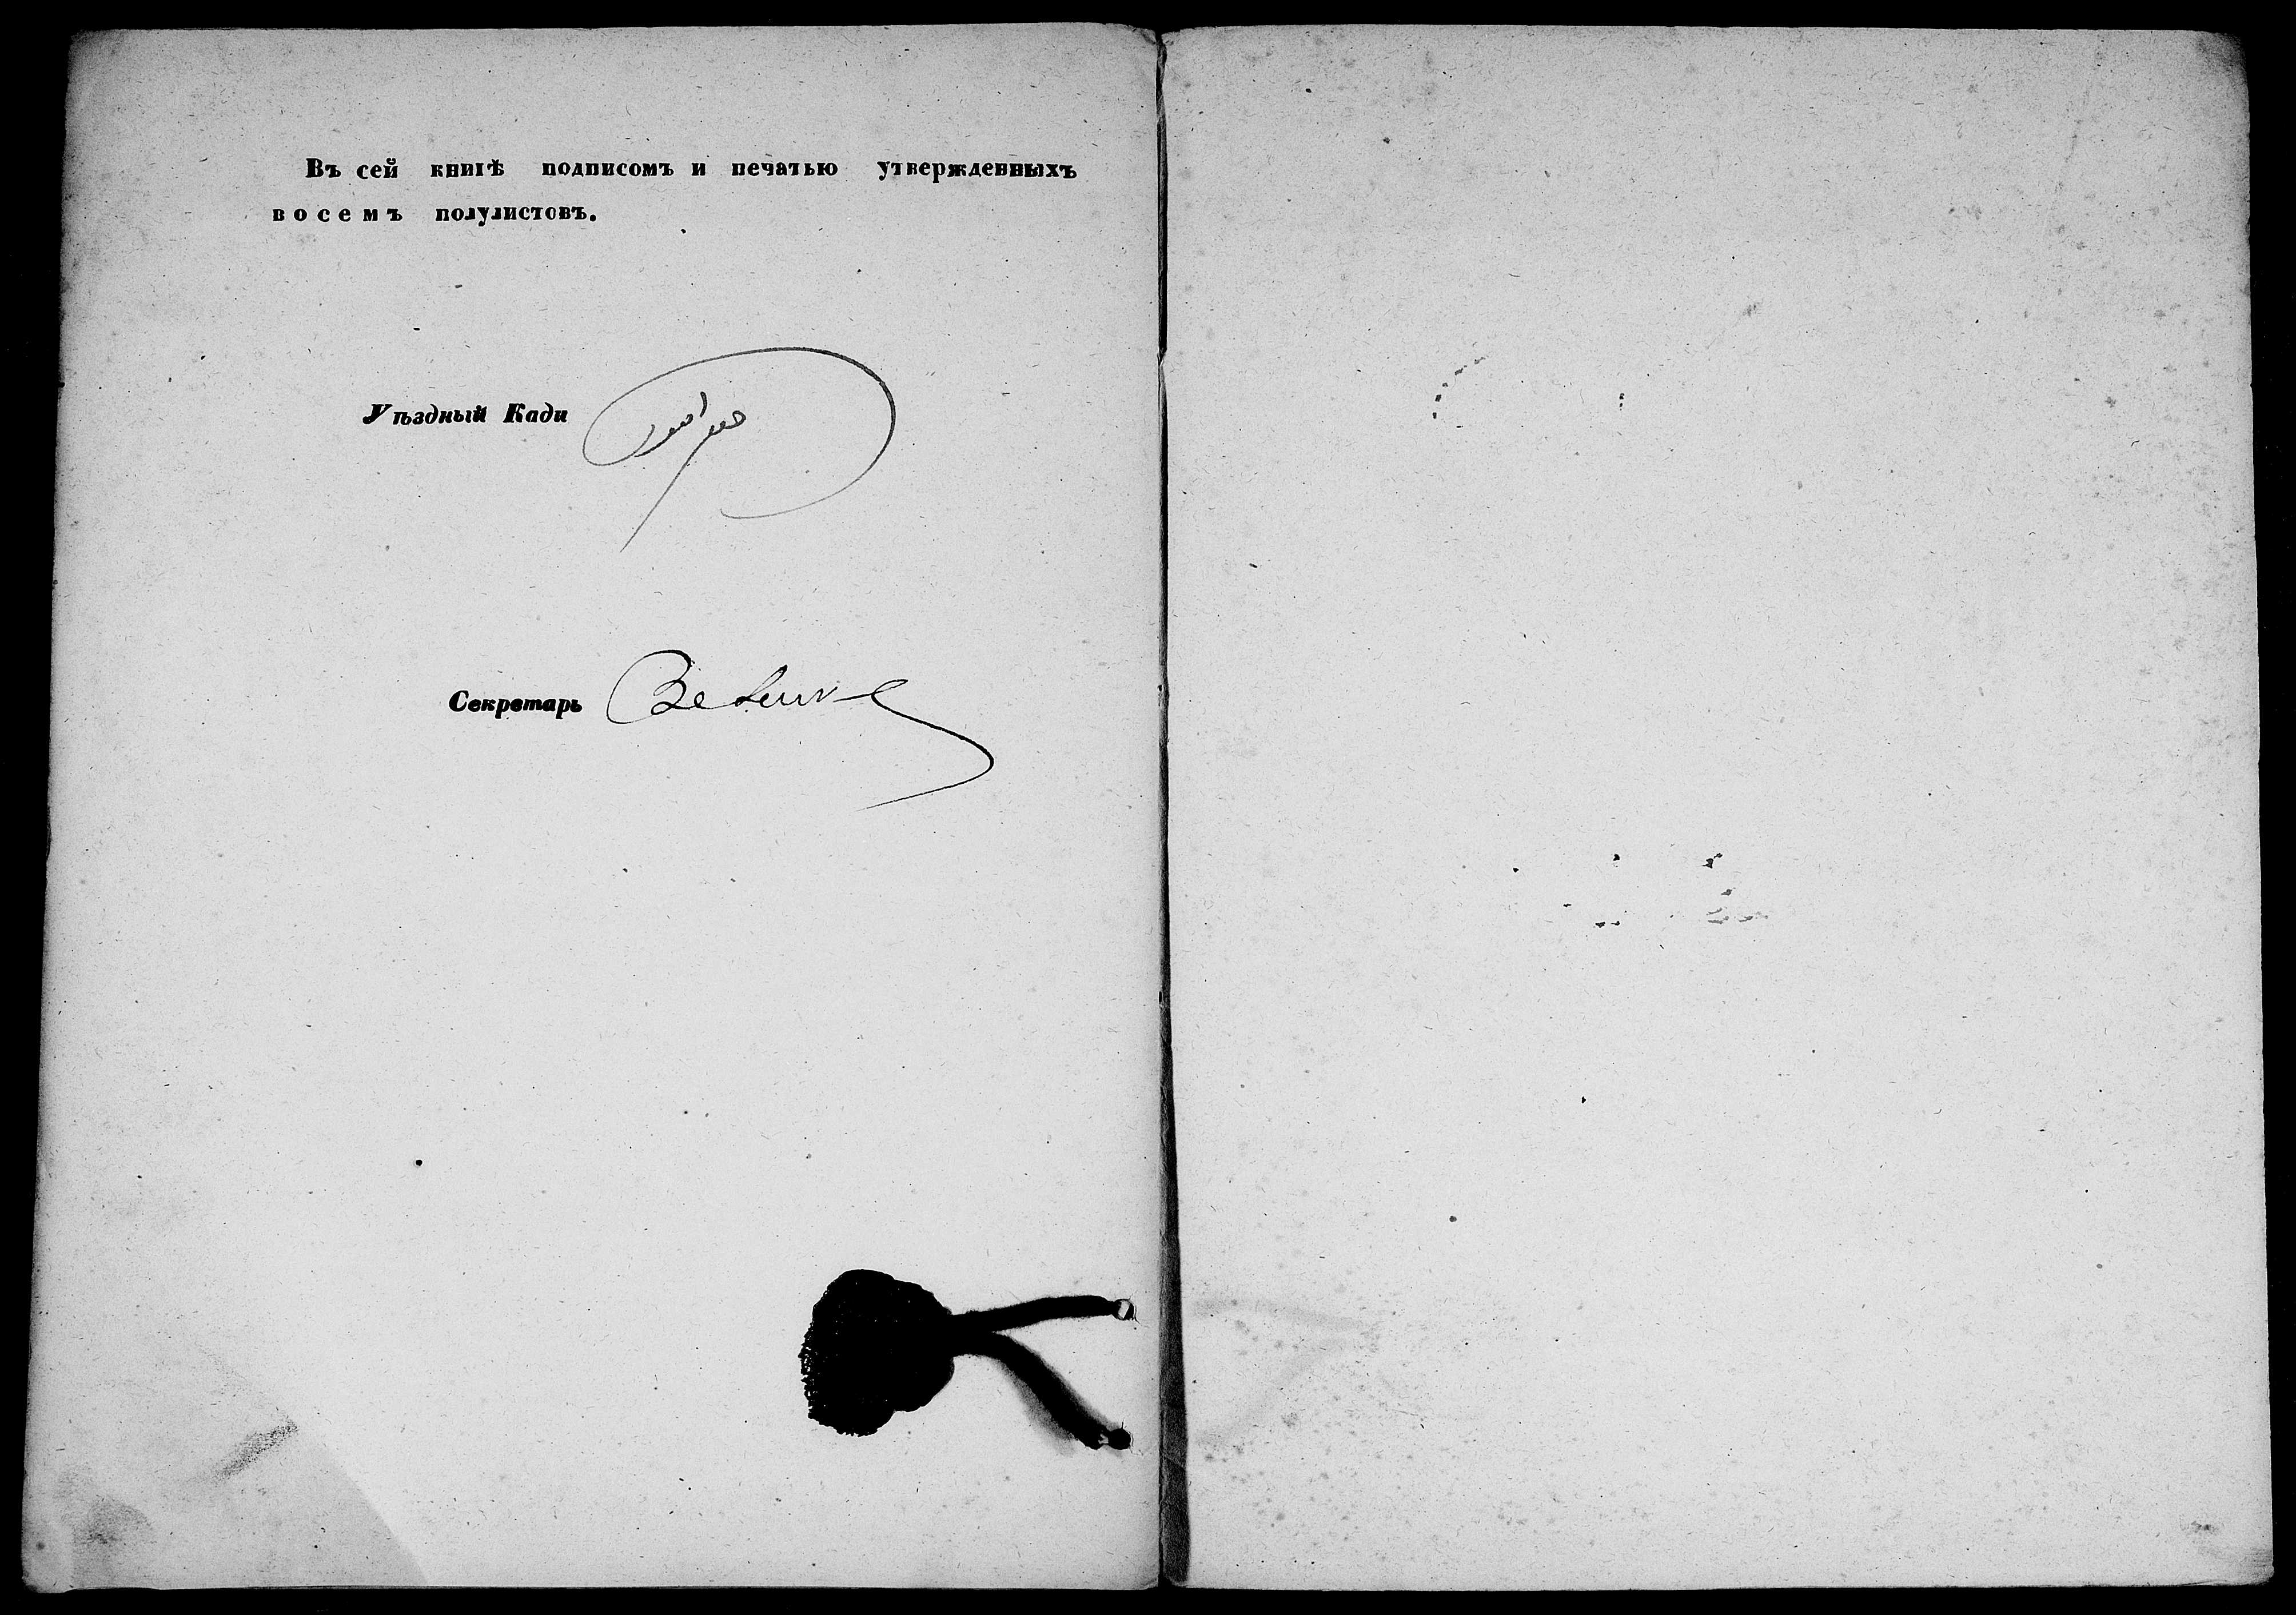 Въ сей книгѣ подписомъ и печатью утвержденныхъ
восемъ полулистовъ.
Уѣздный Кади
Секретарь